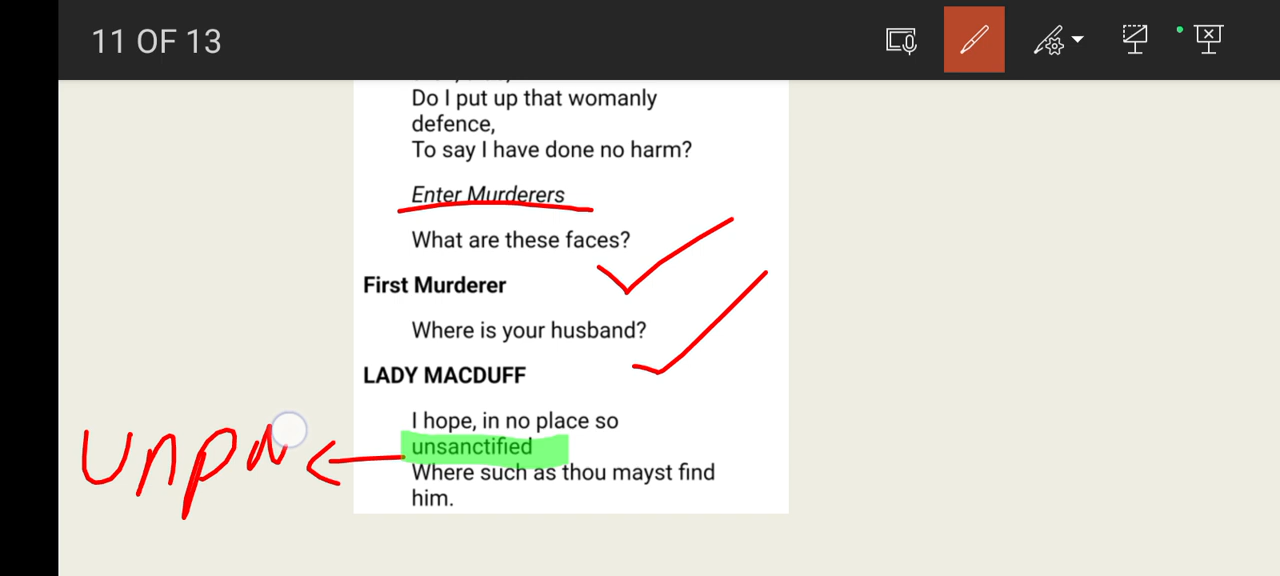 11 OF 13
Do I put up that womanly
defence,
To say I have done no harm?
Enter Murderers
What are these faces?
First Murderer
Where is your husband?
LADY MACDUFF
I hope, in no place so
unsanctified
Where such as thou mayst find
him.